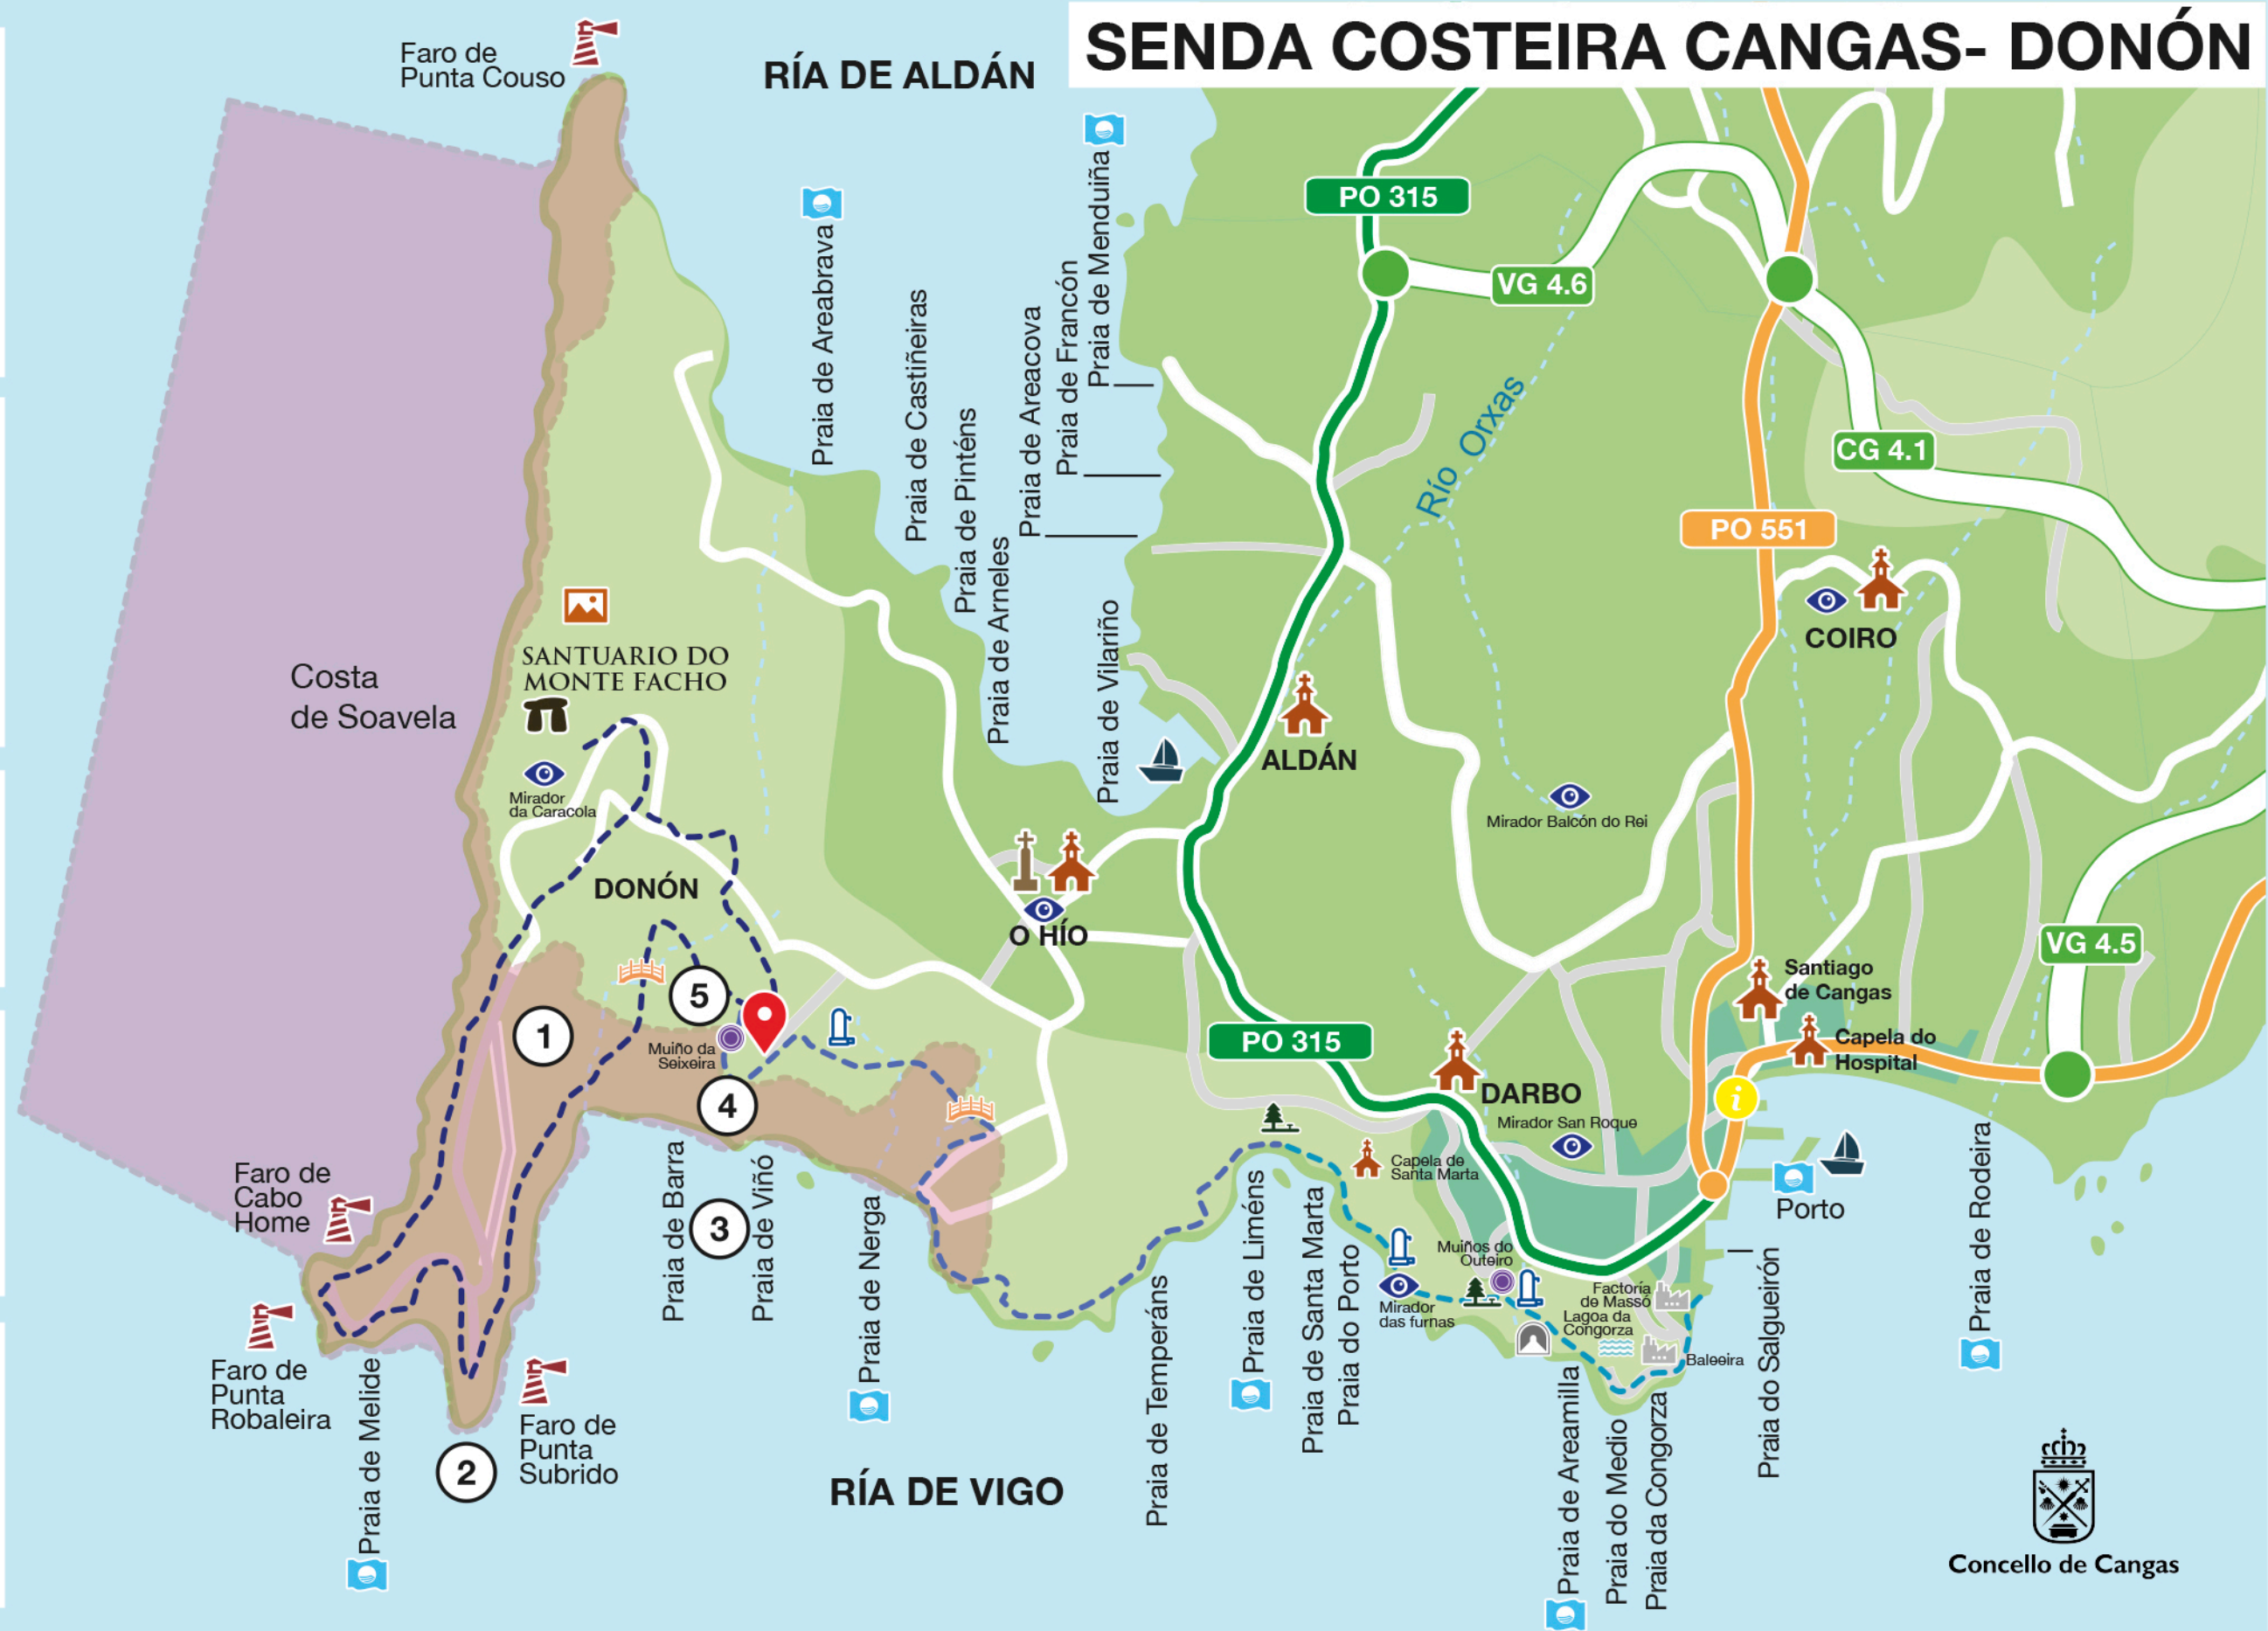 SENDA COSTEIRA CANGAS- DONÓN
Faro de
Punta Couso
RÍA DE ALDÁN
Praia de Areabrava
Praia de Castiñeiras
Praia de Pinténs
Praia de Arneles
Praia de Areacova
Praia de Francón
Praia de Menduiña
Praia de Vilariño
PO 315
VG 4.6
CG 4.1
PO 551
Río Orxas
COIRO
Costa
de Soavela
SANTUARIO DO
MONTE FACHO
Mirador
da Caracola
ALDÁN
Mirador Balcón do Rei
DONÓN
O HÍO
VG 4.5
Santiago
de Cangas
Capela do
Hospital
1
5
Muiño da
Seixeira
4
PO 315
DARBO
Mirador San Roque
i
Capela de
Santa Marta
Porto
Faro de
Cabo
Home
Praia de Barra
3
Praia de Viñó
Praia de Nerga
Praia de Temperáns
Praia de Liméns
Praia de Santa Marta
Praia do Porto
Mirador
das furnas
Muiños do
Outeiro
Factoría
de Massó
Lagoa da
Congorza
Baleeira
Praia do Salgueirón
Praia de Rodeira
Faro de
Punta
Robaleira
Praia de Melide
2
Faro de
Punta
Subrido
RÍA DE VIGO
Praia de Areamilla
Praia do Medio
Praia da Congorza
Concello de Cangas